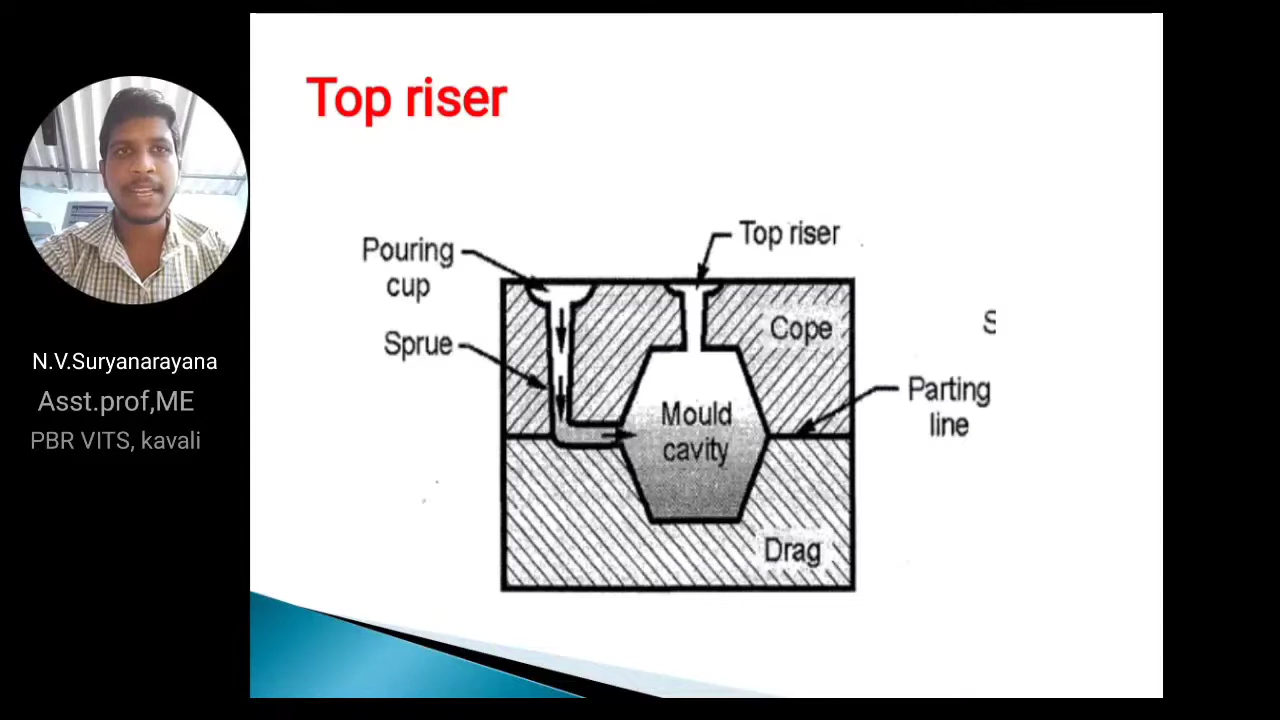 Top riser
Top riser
Pouring
cup
Cope
S
Sprue
N.V.Suryanarayana
Asst.prof,ME
PBR VITS, kavali
Parting
line
Mould
cavity
Drag